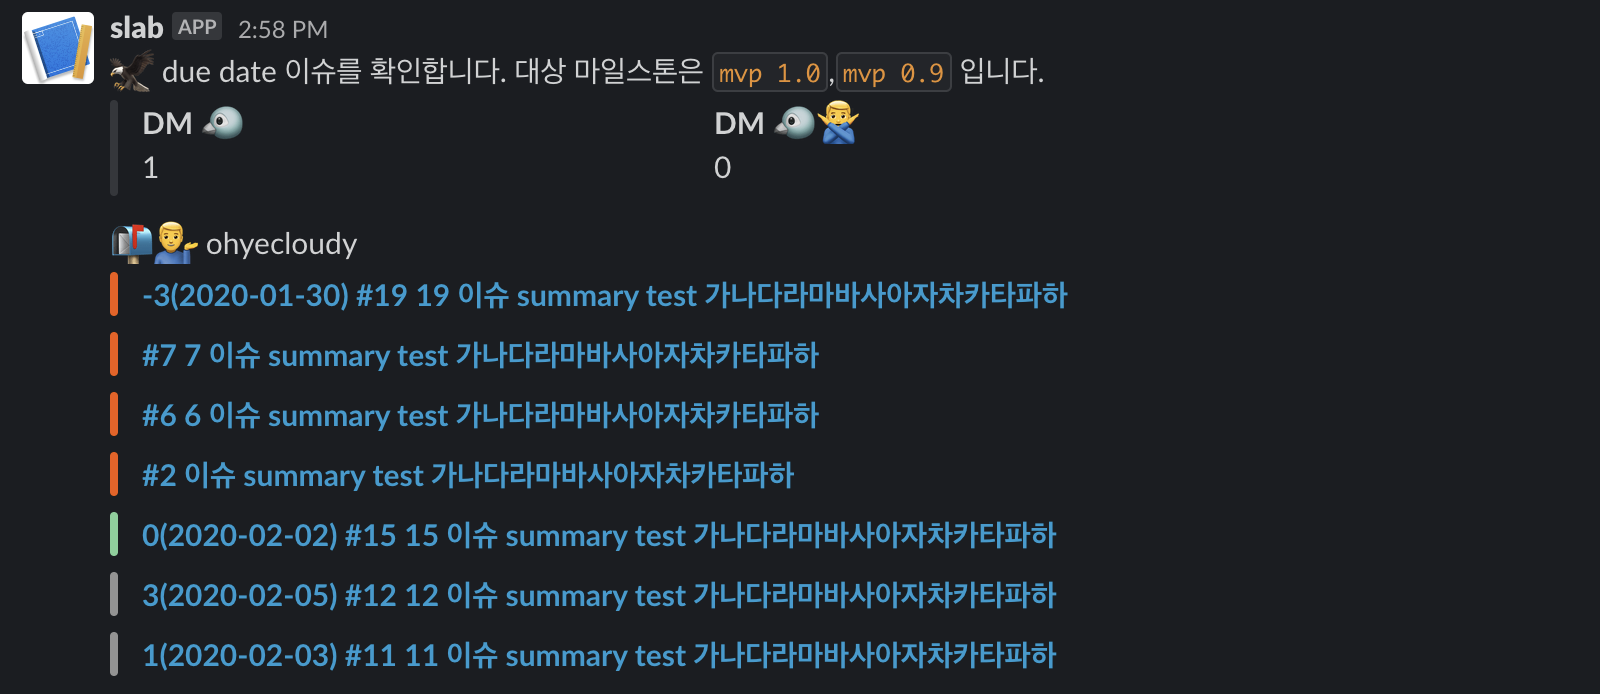 slab APP 2:58 PM
due date 이슈를 확인합니다. 대상 마일스톤은 mvp 1.0,mvp 0.9 입니다.
DM DM
1 0
ohyecloudy
-3(2020-01-30) #19 19 이슈 summary test 가나다라마바사아자차카타파하
#7 7 이슈 summary test 가나다라마바사아자차카타파하
#6 6 이슈 summary test 가나다라마바사아자차카타파하
#2 이슈 summary test 가나다라마바사아자차카타파하
0(2020-02-02) #15 15 이슈 summary test 가나다라마바사아자차카타파하
3(2020-02-05) #12 12 이슈 summary test 가나다라마바사아자차카타파하
1(2020-02-03) #11 11 이슈 summary test 가나다라마바사아자차카타파하